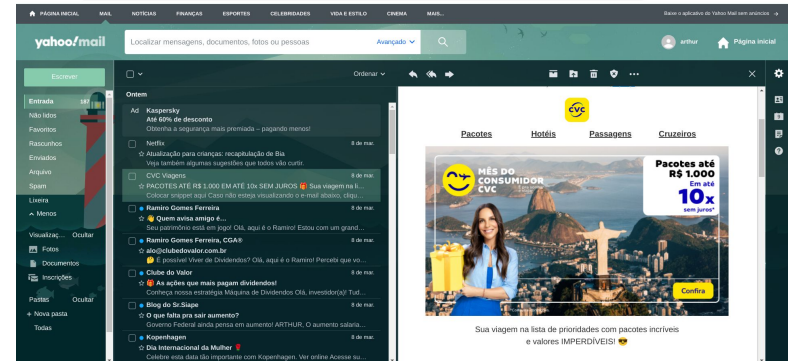 PÁGINA INICIAL MAIL NOTÍCIAS FINANÇAS ESPORTES CELEBRIDADES VIDA E ESTILO CINEMA MAIS... Baixe o aplicativo do Yahoo Mail sem anúncios
yahoo!mail
Localizar mensagens, documentos, fotos ou pessoas
Avançado
arthur
Página inicial
Escrever
Entrada 187
Não lidos
Favoritos
Rascunhos
Enviados
Arquivo
Spam
Lixeira
Menos
Visualizaç... Ocultar
Fotos
Documentos
Inscrições
Pastas Ocultar
+ Nova pasta
Todas
Ordenar
Ontem
Ad Kaspersky
Até 60% de desconto
Obtenha a segurança mais premiada – pagando menos!
Netflix 8 de mar.
Atualização para crianças: recapitulação de Bia
Veja também algumas sugestões que todos vão curtir.
CVC Viagens 8 de mar.
PACOTES ATÉ R$ 1.000 EM ATÉ 10x SEM JUROS 🎁 Sua viagem na li...
Colocar snippet aqui Caso não esteja visualizando o e-mail abaixo, cliqu...
Ramiro Gomes Ferreira 8 de mar.
👋 Quem avisa amigo é…
Seu patrimônio está em jogo! Olá, aqui é o Ramiro! Estou com um grand...
Ramiro Gomes Ferreira, CGA® 8 de mar.
alo@clubedovalor.com.br
🤔 É possível Viver de Dividendos? Olá, aqui é o Ramiro! Percebi que vo...
Clube do Valor 8 de mar.
🎁 As ações que mais pagam dividendos!
Conheça nossa estratégia Máquina de Dividendos Olá, investidor(a)! Tud...
Blog do Sr.Siape 8 de mar.
O que falta pra sair aumento?
Governo Federal ainda pensa em aumento! ARTHUR, O aumento salaria...
Kopenhagen 8 de mar.
Dia Internacional da Mulher 🌹
Celebre esta data tão importante com Kopenhagen. Ver online Acesse su...
cvc
Pacotes Hotéis Passagens Cruzeiros
MÊS DO
CONSUMIDOR
CVC
Pacotes até
R$ 1.000
Em até
10x
sem juros*
Confira
Sua viagem na lista de prioridades com pacotes incríveis
e valores IMPERDÍVEIS! 😎